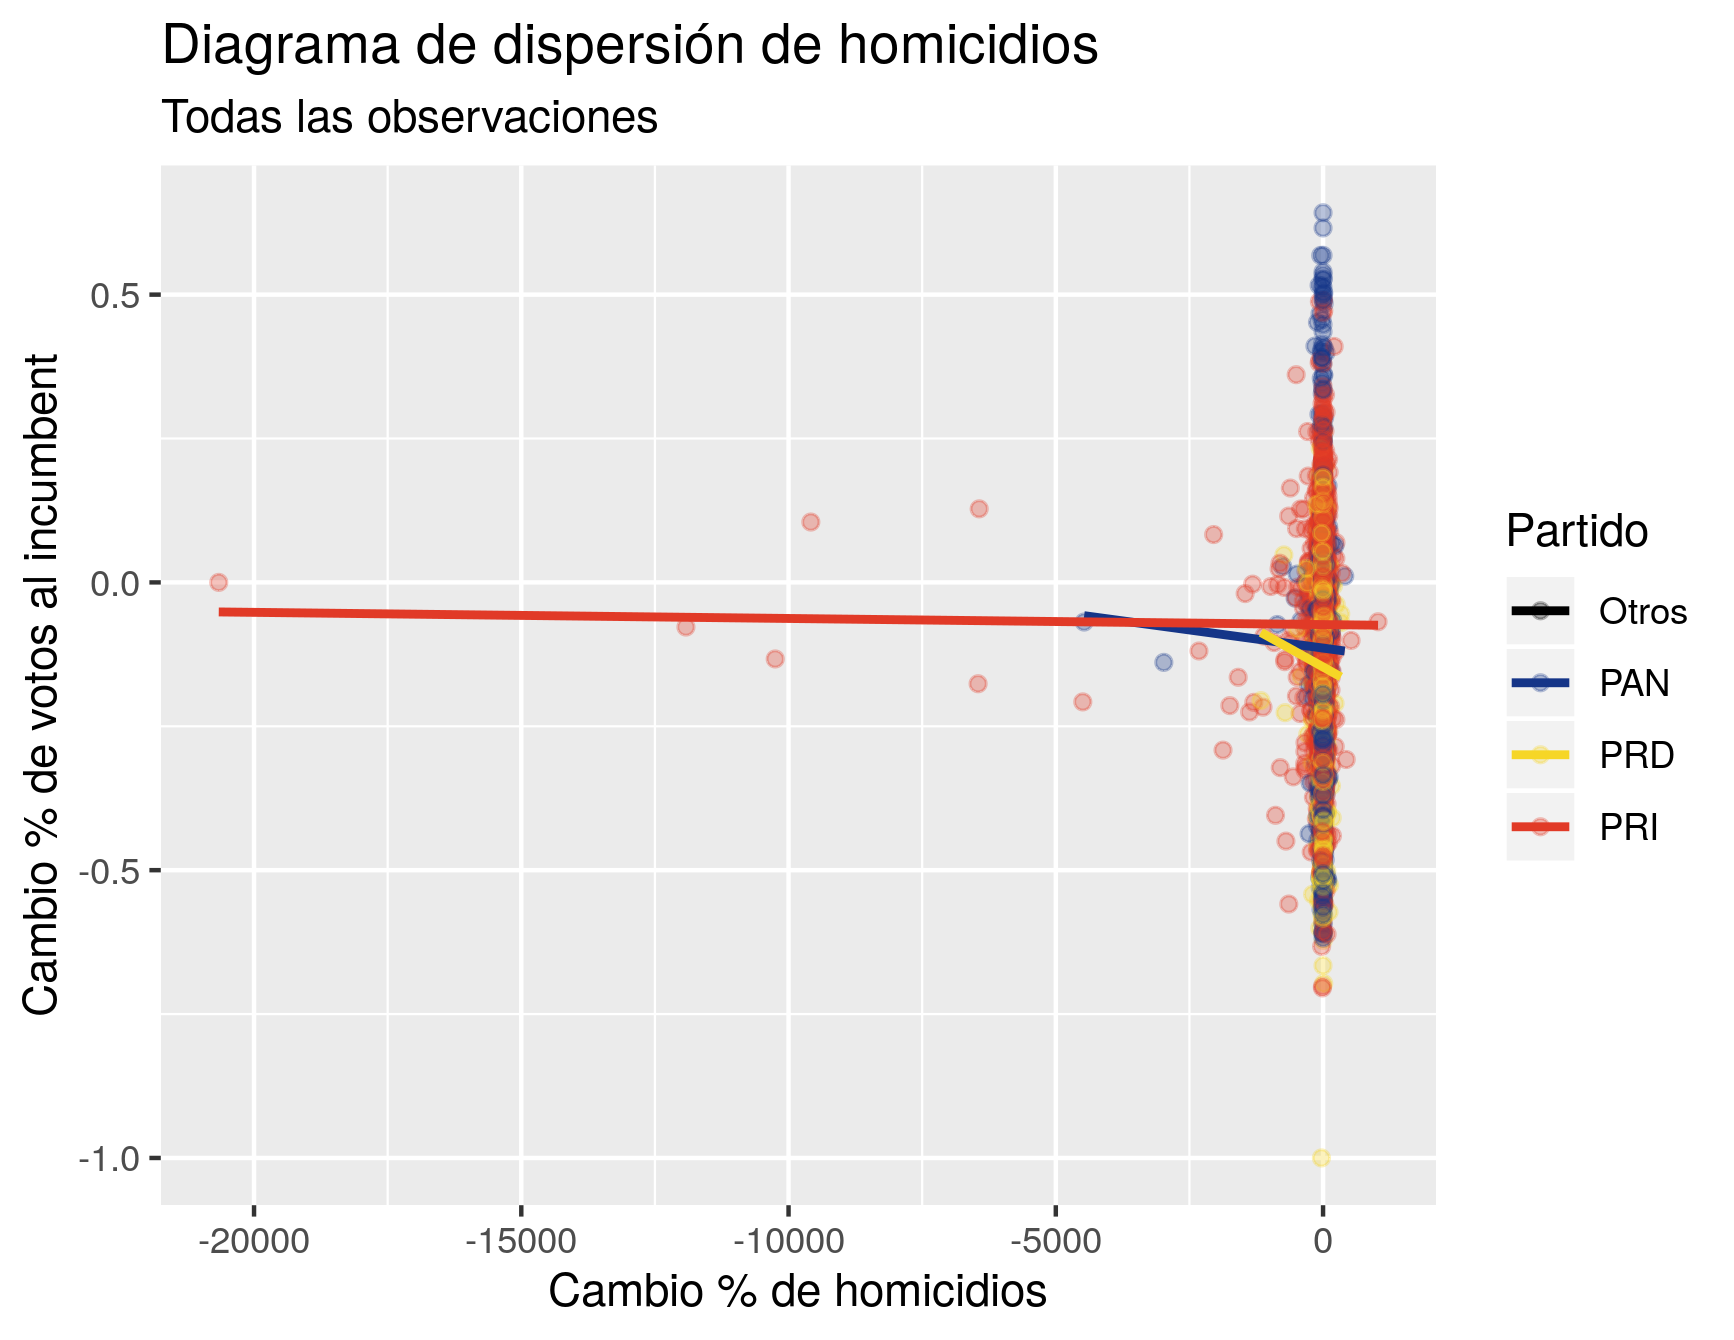 Diagrama de dispersión de homicidios
Todas las observaciones
Cambio % de votos al incumbent
0.5
0.0
-0.5
-1.0
-20000
-15000
-10000
-5000
0
Cambio % de homicidios
Partido
Otros
PAN
PRD
PRI